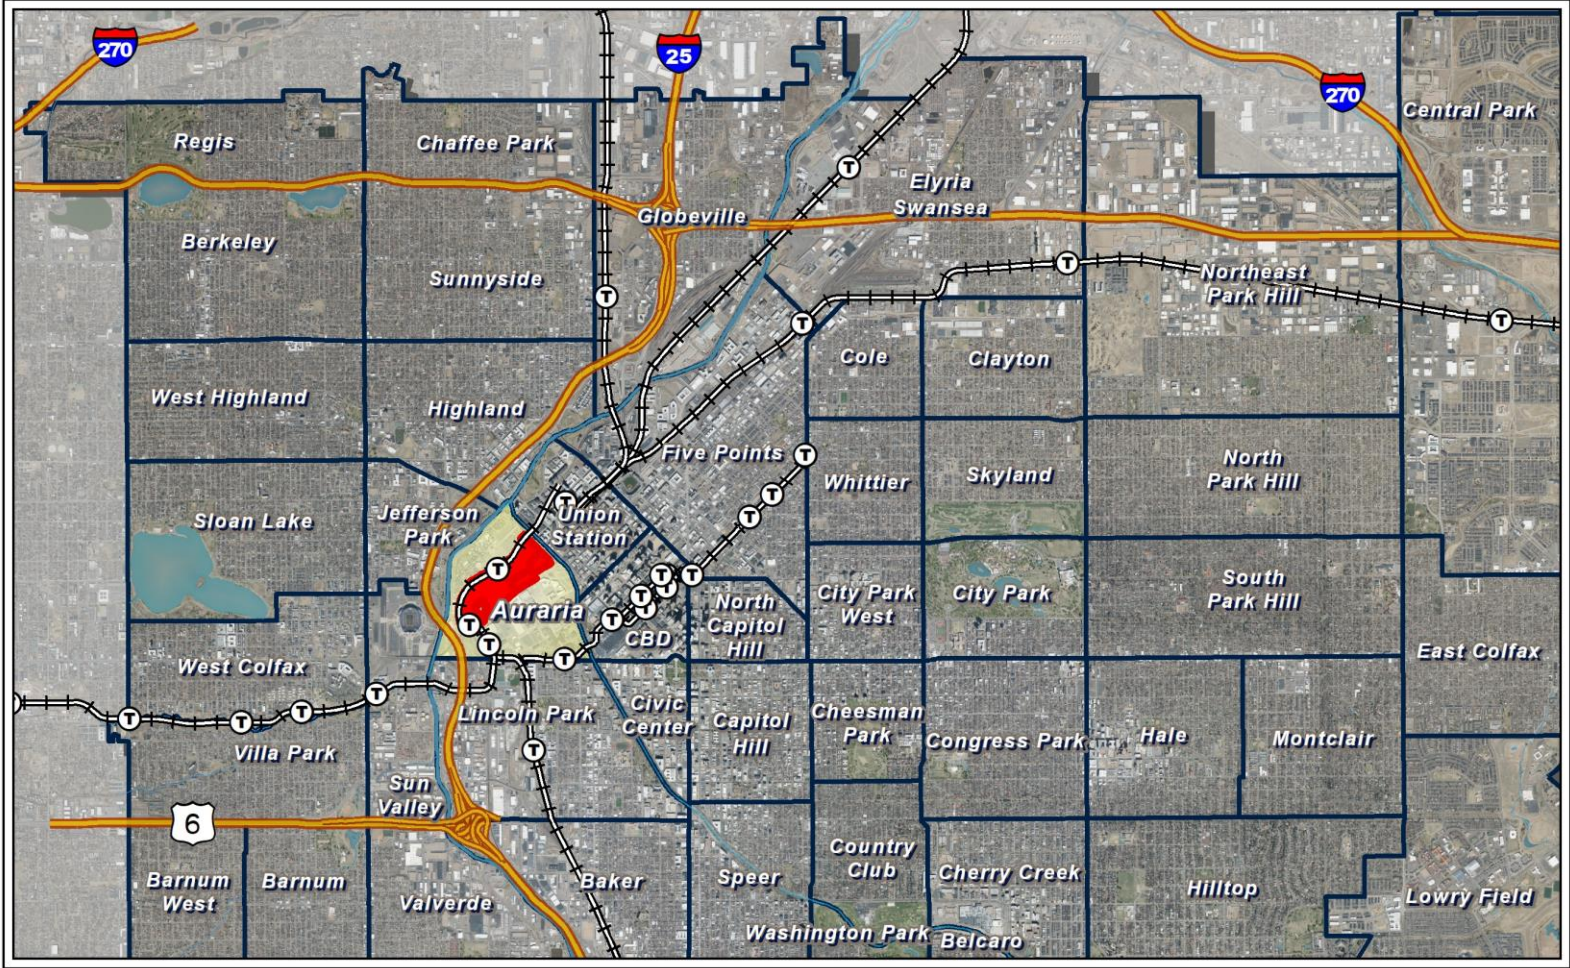 270
25
270
Central Park
Regis
Chaffee Park
Elyria
Swansea
Globeville
Berkeley
Sunnyside
T
T
T
Northeast
Park Hill
T
T
Cole
Clayton
West Highland
Highland
Five Points
T
Whittier
Skyland
North
Park Hill
T
T
Sloan Lake
Jefferson
Park
T
Union
Station
T
T
T
T
T
T
T
Auraria
T
T
T
CBD
North
Capitol
Hill
City Park
West
City Park
South
Park Hill
West Colfax
East Colfax
T
T
T
T
T
Villa Park
Lincoln Park
T
Civic
Center
Capitol
Hill
Cheesman
Park
Congress Park
Hale
Montclair
Sun
Valley
6
Barnum
West
Barnum
Valverde
Baker
Speer
Country
Club
Cherry Creek
Hilltop
Lowry Field
Washington Park
Belcaro